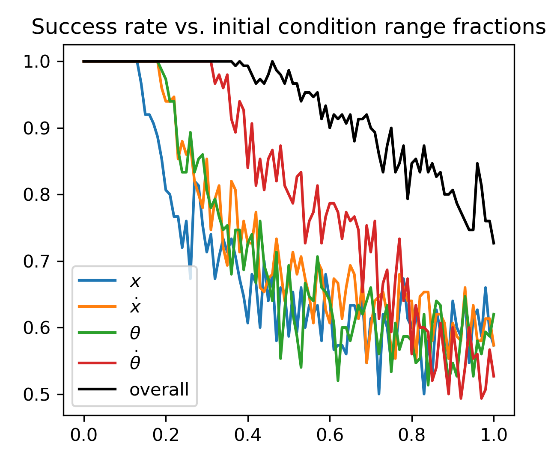 Success rate vs. initial condition range fractions
1.0
0.9
0.8
0.7
0.6
0.5
x
ẋ
θ
θ̇
overall
0.0 0.2 0.4 0.6 0.8 1.0